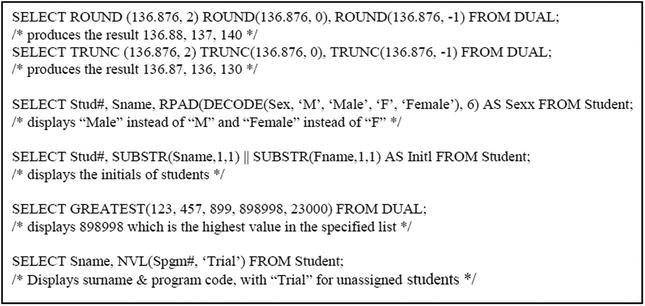 SELECT ROUND (136.876, 2) ROUND(136.876, 0), ROUND(136.876, -1) FROM DUAL;
/* produces the result 136.88, 137, 140 */
SELECT TRUNC (136.876, 2) TRUNC(136.876, 0), TRUNC(136.876, -1) FROM DUAL;
/* produces the result 136.87, 136, 130 */
SELECT Stud#, Sname, RPAD(DECODE(Sex, ‘M’, ‘Male’, ‘F’, ‘Female’), 6) AS Sexx FROM Student;
/* displays “Male” instead of “M” and “Female” instead of “F” */
SELECT Stud#, SUBSTR(Sname,1,1) || SUBSTR(Fname,1,1) AS Initl FROM Student;
/* displays the initials of students */
SELECT GREATEST(123, 457, 899, 898998, 23000) FROM DUAL;
/* displays 898998 which is the highest value in the specified list */
SELECT Sname, NVL(Spgm#, ‘Trial’) FROM Student;
/* Displays surname & program code, with “Trial” for unassigned students */